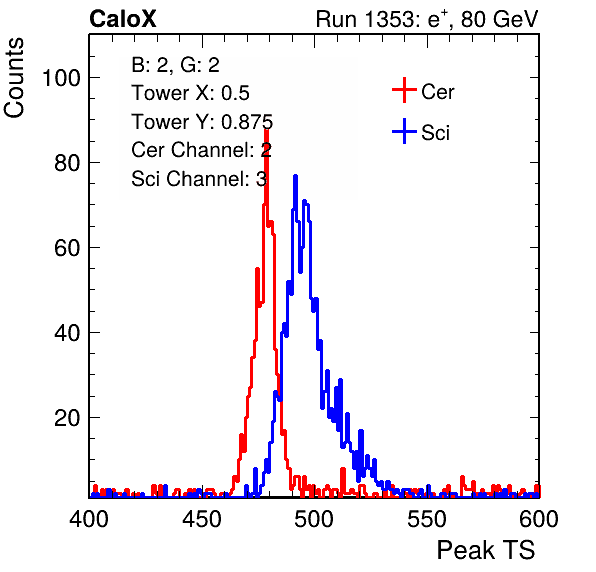 CaloX Run 1353: e⁺, 80 GeV
Counts
B: 2, G: 2
Tower X: 0.5
Tower Y: 0.875
Cer Channel: 2
Sci Channel: 3
Cer
Sci
100
80
60
40
20
400 450 500 550 600
Peak TS